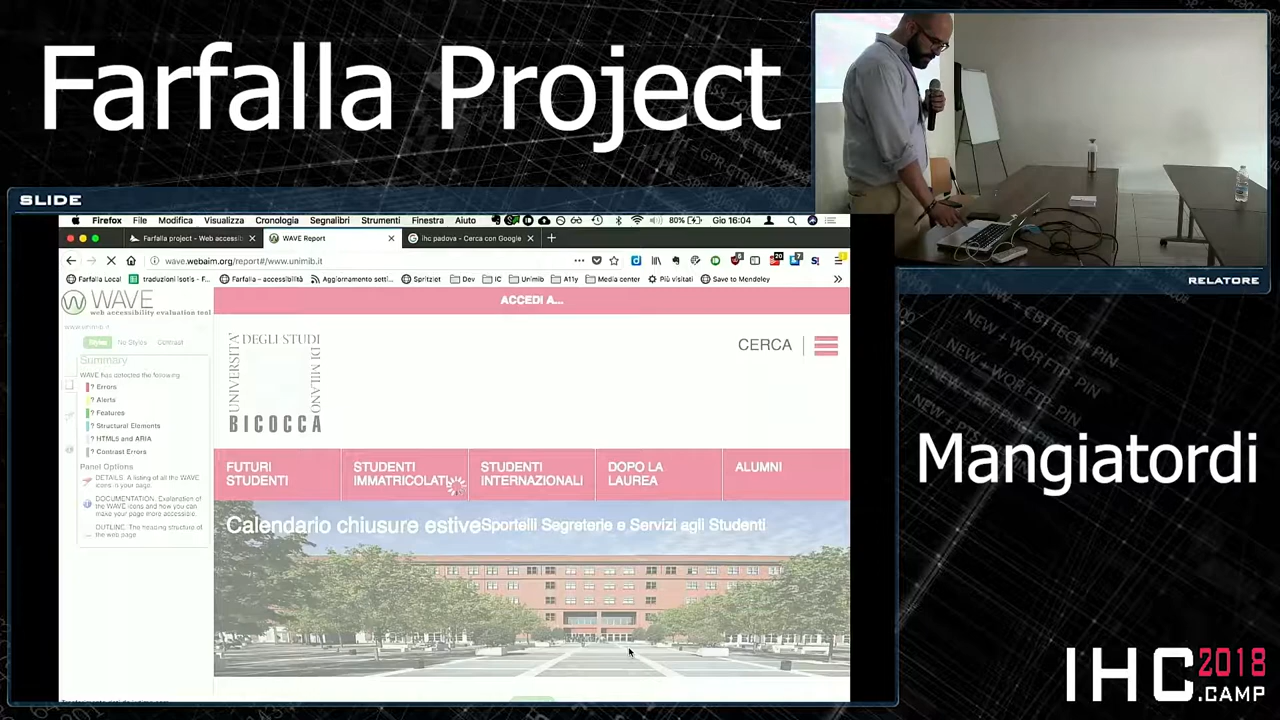 Farfalla Project
SLIDE
Firefox File Modifica Visualizza Cronologia Segnalibri Strumenti Finestra Aiuto 80% Gio 16:04
Farfalla project - Web accessib
WAVE Report
ihc padova - Cerca con Google
wave.webaim.org/report#/www.unimib.it
Farfalla Local
traduzioni Isotis - F...
Farfalla – accessibilità
Aggiornamento setti...
Spritzlet
Dev
IC
Unimib
A11y
Media center
Più visitati
Save to Mendeley
WAVE
web accessibility evaluation tool
www.unimib.it
Styles No Styles Contrast
Summary
WAVE has detected the following:
? Errors
? Alerts
? Features
? Structural Elements
? HTML5 and ARIA
? Contrast Errors
Panel Options
DETAILS: A listing of all the WAVE
icons in your page.
DOCUMENTATION: Explanation of
the WAVE icons and how you can
make your page more accessible.
OUTLINE: The heading structure of
the web page.
ACCEDI A...
UNIVERSITÀ
DEGLI STUDI
DI MILANO
BICOCCA
CERCA
FUTURI
STUDENTI
STUDENTI
IMMATRICOLATI
STUDENTI
INTERNAZIONALI
DOPO LA
LAUREA
ALUMNI
Calendario chiusure estive
Sportelli Segreterie e Servizi agli Studenti
RELATORE
Mangiatordi
IHC 2018
.CAMP